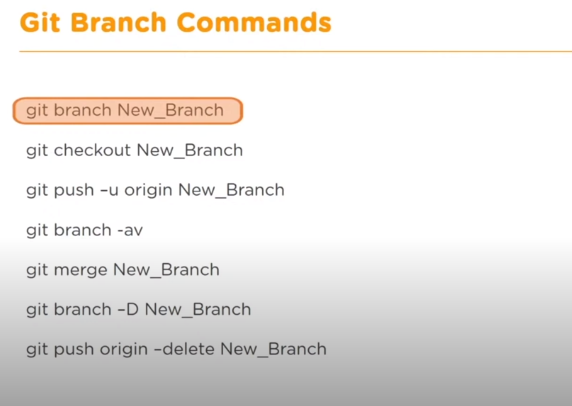 Git Branch Commands
git branch New_Branch
git checkout New_Branch
git push –u origin New_Branch
git branch -av
git merge New_Branch
git branch –D New_Branch
git push origin –delete New_Branch